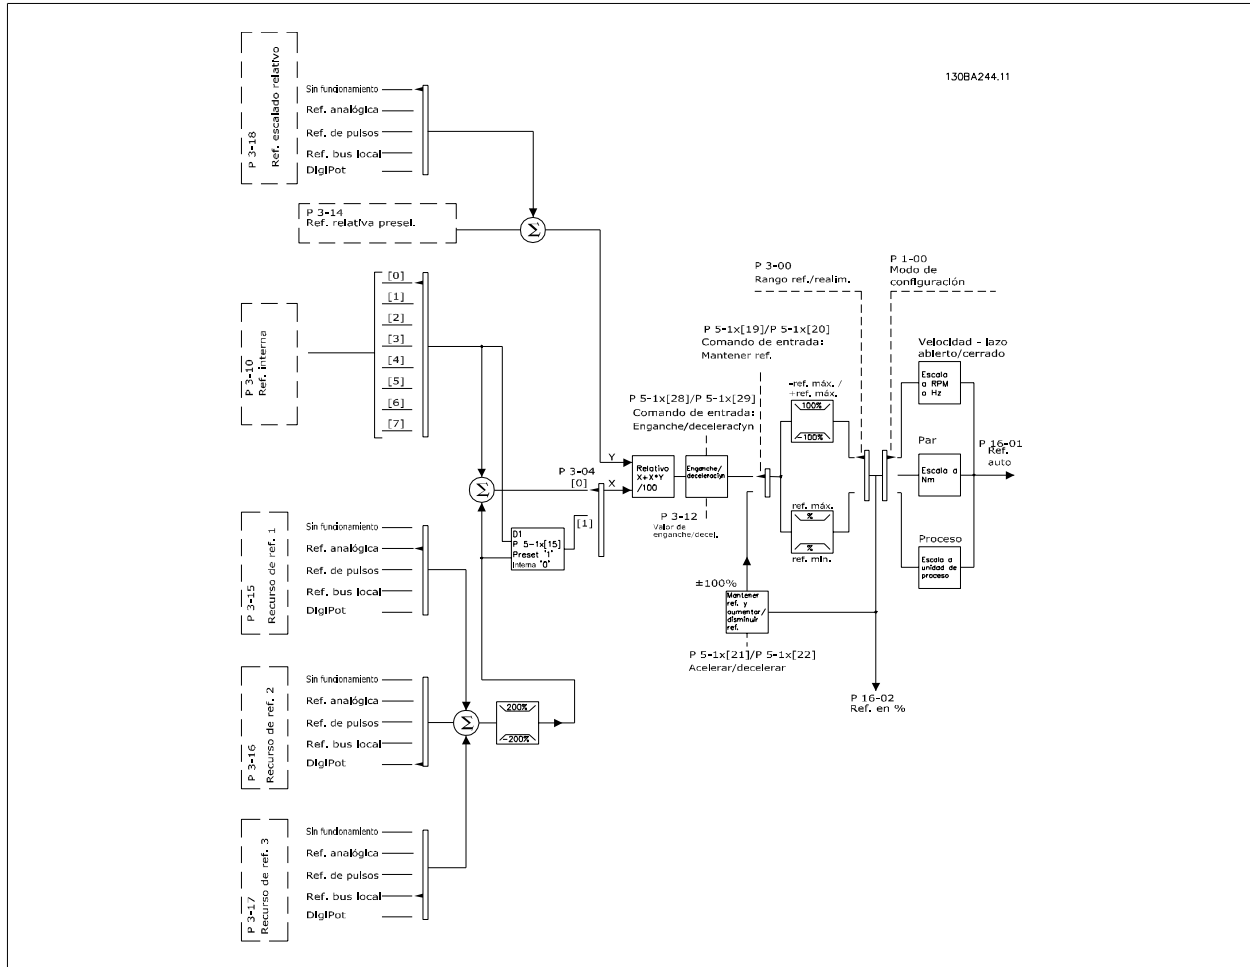 130BA244.11
P 3-18
Ref. escalado relativo
Sin funcionamiento
Ref. analógica
Ref. de pulsos
Ref. bus local
DigiPot
P 3-14
Ref. relativa presel.
Σ
P 3-10
Ref. interna
[0]
[1]
[2]
[3]
[4]
[5]
[6]
[7]
P 3-15
Recurso de ref. 1
Sin funcionamiento
Ref. analógica
Ref. de pulsos
Ref. bus local
DigiPot
P 3-16
Recurso de ref. 2
Sin funcionamiento
Ref. analógica
Ref. de pulsos
Ref. bus local
DigiPot
P 3-17
Recurso de ref. 3
Sin funcionamiento
Ref. analógica
Ref. de pulsos
Ref. bus local
DigiPot
Σ
200%
-200%
Σ
D1
P 5-1x[15]
Preset '1'
Interna '0'
P 3-04
[0]
[1]
Y
X
Relativo
X+X*Y
/100
P 5-1x[28]/P 5-1x[29]
Comando de entrada:
Enganche/deceleraciyn
Enganche/
deceleraciyn
P 3-12
Valor de
enganche/decel.
P 5-1x[19]/P 5-1x[20]
Comando de entrada:
Mantener ref.
±100%
Mantener
ref. y
aumentar/
disminuir
ref.
P 5-1x[21]/P 5-1x[22]
Acelerar/decelerar
P 3-00
Rango ref./realim.
-ref. máx. /
+ref. máx.
100%
-100%
ref. máx.
%
%
ref. min.
P 1-00
Modo de
configuración
Velocidad - lazo
abierto/cerrado
Escala
a RPM
o Hz
Par
Escala a
Nm
Proceso
Escala a
unidad de
proceso
P 16-01
Ref.
auto
P 16-02
Ref. en %